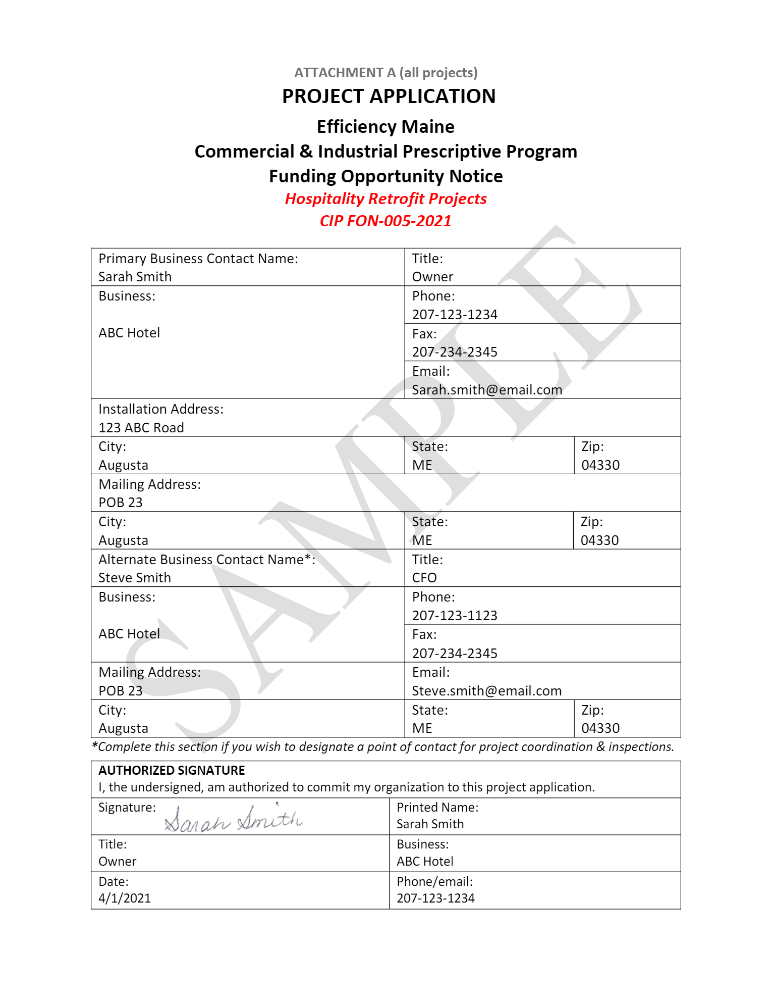 ATTACHMENT A (all projects)
PROJECT APPLICATION
Efficiency Maine
Commercial & Industrial Prescriptive Program
Funding Opportunity Notice
Hospitality Retrofit Projects
CIP FON-005-2021
Primary Business Contact Name:
Sarah Smith
Title:
Owner
Business:
ABC Hotel
Phone:
207-123-1234
Fax:
207-234-2345
Email:
Sarah.smith@email.com
Installation Address:
123 ABC Road
City:
Augusta
State:
ME
Zip:
04330
Mailing Address:
POB 23
City:
Augusta
State:
ME
Zip:
04330
Alternate Business Contact Name*:
Steve Smith
Title:
CFO
Business:
ABC Hotel
Phone:
207-123-1123
Fax:
207-234-2345
Mailing Address:
POB 23
Email:
Steve.smith@email.com
City:
Augusta
State:
ME
Zip:
04330
*Complete this section if you wish to designate a point of contact for project coordination & inspections.
AUTHORIZED SIGNATURE
I, the undersigned, am authorized to commit my organization to this project application.
Signature: Sarah Smith
Printed Name:
Sarah Smith
Title:
Owner
Business:
ABC Hotel
Date:
4/1/2021
Phone/email:
207-123-1234
SAMPLE